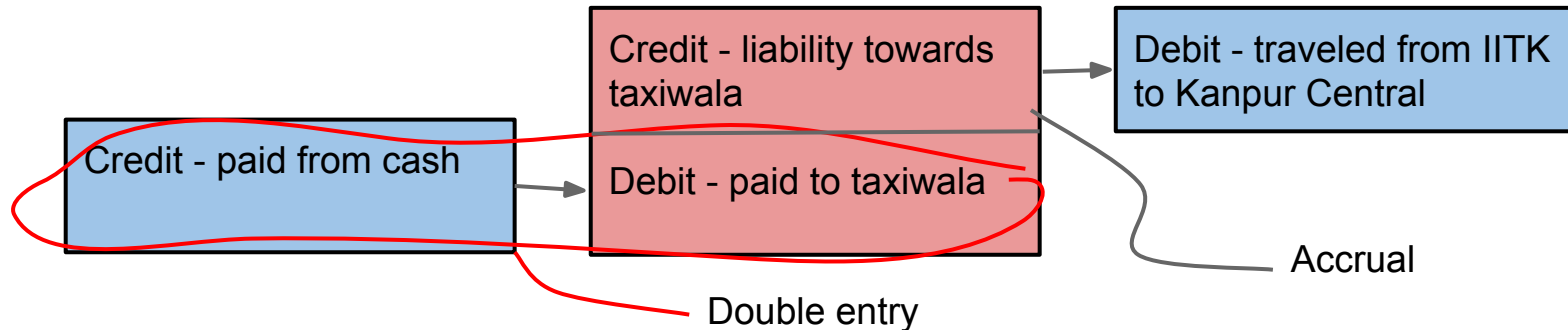 Credit - paid from cash
Credit - liability towards
taxiwala
Debit - paid to taxiwala
Debit - traveled from IITK
to Kanpur Central
Accrual
Double entry